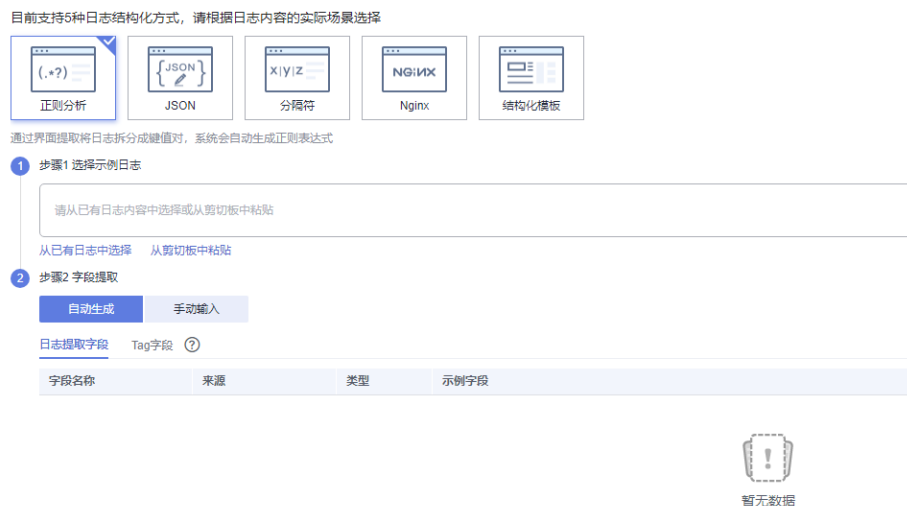 目前支持5种日志结构化方式，请根据日志内容的实际场景选择
(.*?) {JSON} X|Y|Z NGINX
正则分析 JSON 分隔符 Nginx 结构化模板
通过界面提取将日志拆分成键值对，系统会自动生成正则表达式
1 步骤1 选择示例日志
请从已有日志内容中选择或从剪切板中粘贴
从已有日志中选择 从剪切板中粘贴
2 步骤2 字段提取
自动生成 手动输入
日志提取字段 Tag字段 ?
字段名称 来源 类型 示例字段
!
暂无数据